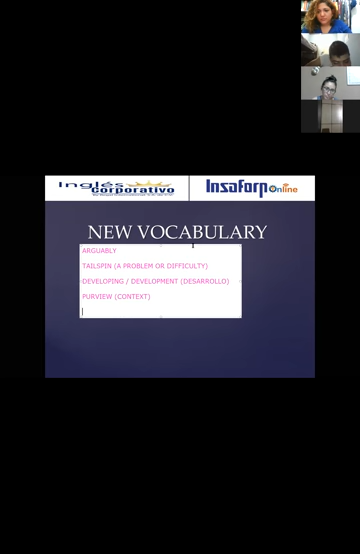 Inglés
Corporativo
Insaforp online
NEW VOCABULARY
ARGUABLY
TAILSPIN (A PROBLEM OR DIFFICULTY)
DEVELOPING / DEVELOPMENT (DESARROLLO)
PURVIEW (CONTEXT)